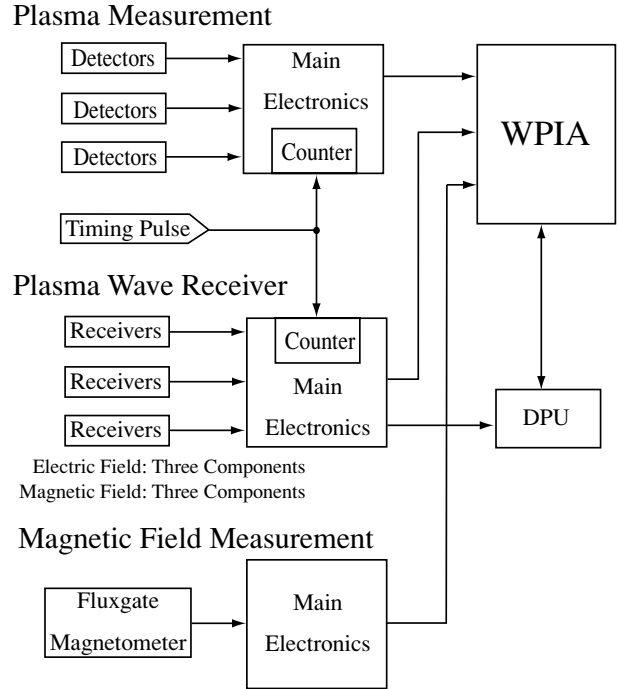 Plasma Measurement
Detectors
Detectors
Detectors
Main
Electronics
Counter
WPIA
Timing Pulse
Plasma Wave Receiver
Receivers
Receivers
Receivers
Counter
Main
Electronics
DPU
Electric Field: Three Components
Magnetic Field: Three Components
Magnetic Field Measurement
Fluxgate
Magnetometer
Main
Electronics